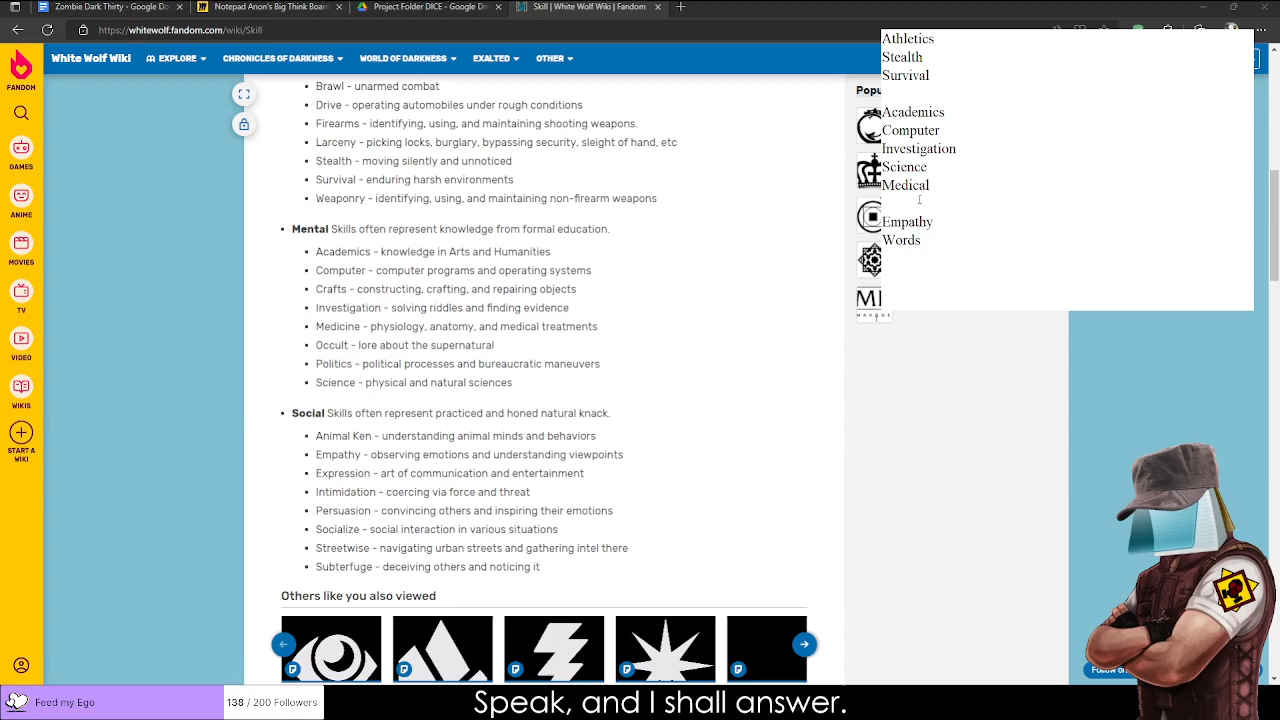 Zombie Dark Thirty - Google Do
Notepad Anon's Big Think Boar
Project Folder DICE - Google Dr
Skill | White Wolf Wiki | Fandom
https://whitewolf.fandom.com/wiki/Skill
FANDOM
GAMES
ANIME
MOVIES
TV
VIDEO
WIKIS
START A
WIKI
White Wolf Wiki
EXPLORE
CHRONICLES OF DARKNESS
WORLD OF DARKNESS
EXALTED
OTHER
Brawl - unarmed combat
Drive - operating automobiles under rough conditions
Firearms - identifying, using, and maintaining shooting weapons.
Larceny - picking locks, burglary, bypassing security, sleight of hand, etc
Stealth - moving silently and unnoticed
Survival - enduring harsh environments
Weaponry - identifying, using, and maintaining non-firearm weapons
Mental Skills often represent knowledge from formal education.
Academics - knowledge in Arts and Humanities
Computer - computer programs and operating systems
Crafts - constructing, crafting, and repairing objects
Investigation - solving riddles and finding evidence
Medicine - physiology, anatomy, and medical treatments
Occult - lore about the supernatural
Politics - political processes and bureaucratic maneuvers
Science - physical and natural sciences
Social Skills often represent practiced and honed natural knack.
Animal Ken - understanding animal minds and behaviors
Empathy - observing emotions and understanding viewpoints
Expression - art of communication and entertainment
Intimidation - coercing via force and threat
Persuasion - convincing others and inspiring their emotions
Socialize - social interaction in various situations
Streetwise - navigating urban streets and gathering intel there
Subterfuge - deceiving others and noticing it
Others like you also viewed
Popu
Athletics
Stealth
Survival
Academics
Computer
Investigation
Science
Medical
Empathy
Words
Follow on
Feed my Ego
138 / 200 Followers
Speak, and I shall answer.